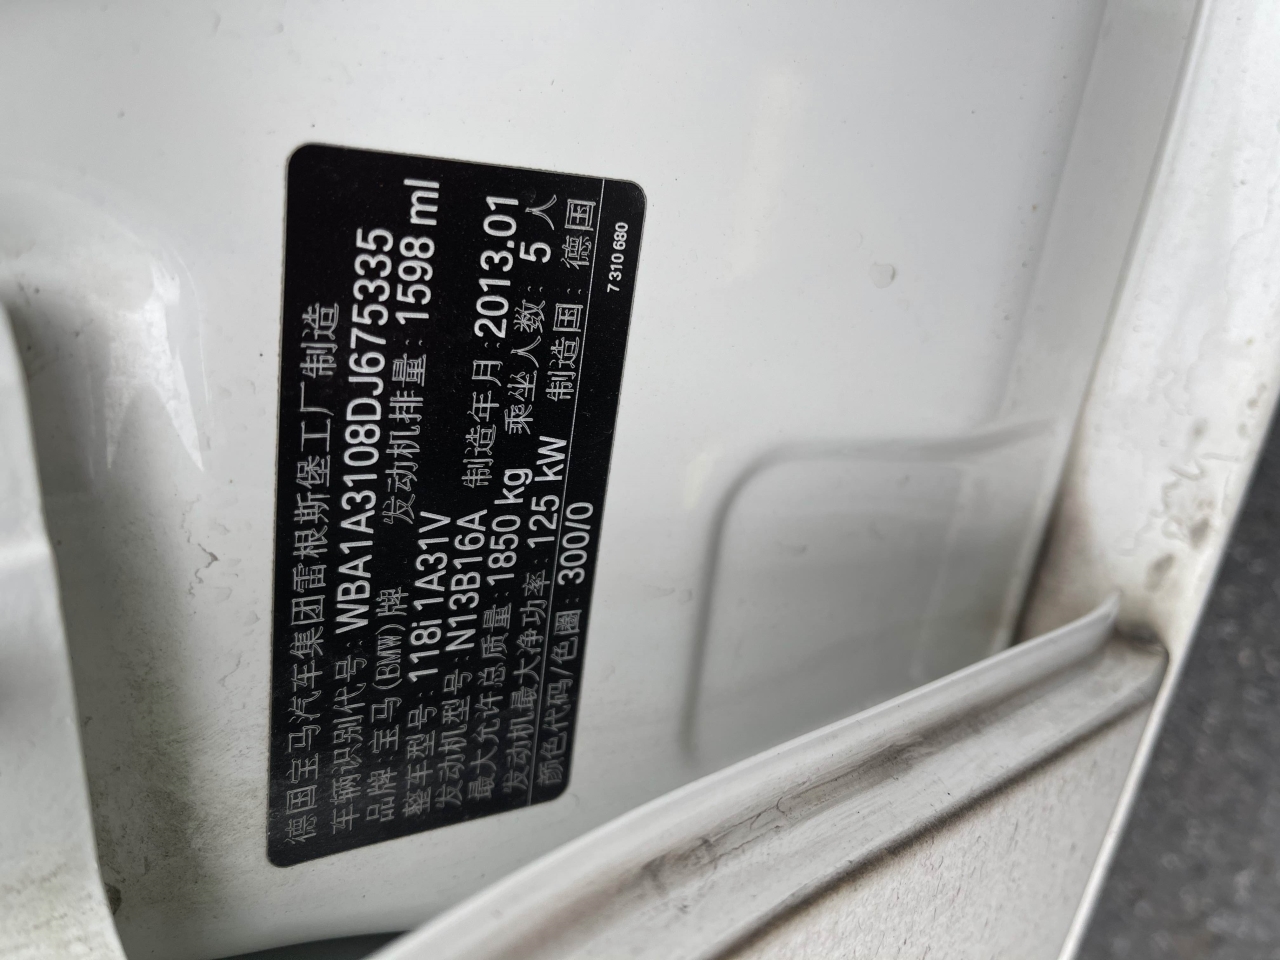 德国宝马汽车集团雷根斯堡工厂制造
车辆识别代号: WBA1A3108DJ675335
品牌:宝马(BMW)牌 发动机排量: 1598 ml
整车型号: 118i 1A31V
发动机型号: N13B16A 制造年月: 2013.01
最大允许总质量: 1850 kg 乘坐人数: 5 人
发动机最大净功率: 125 kW 制造国: 德国
颜色代码/色圈: 300/0
7 310 680